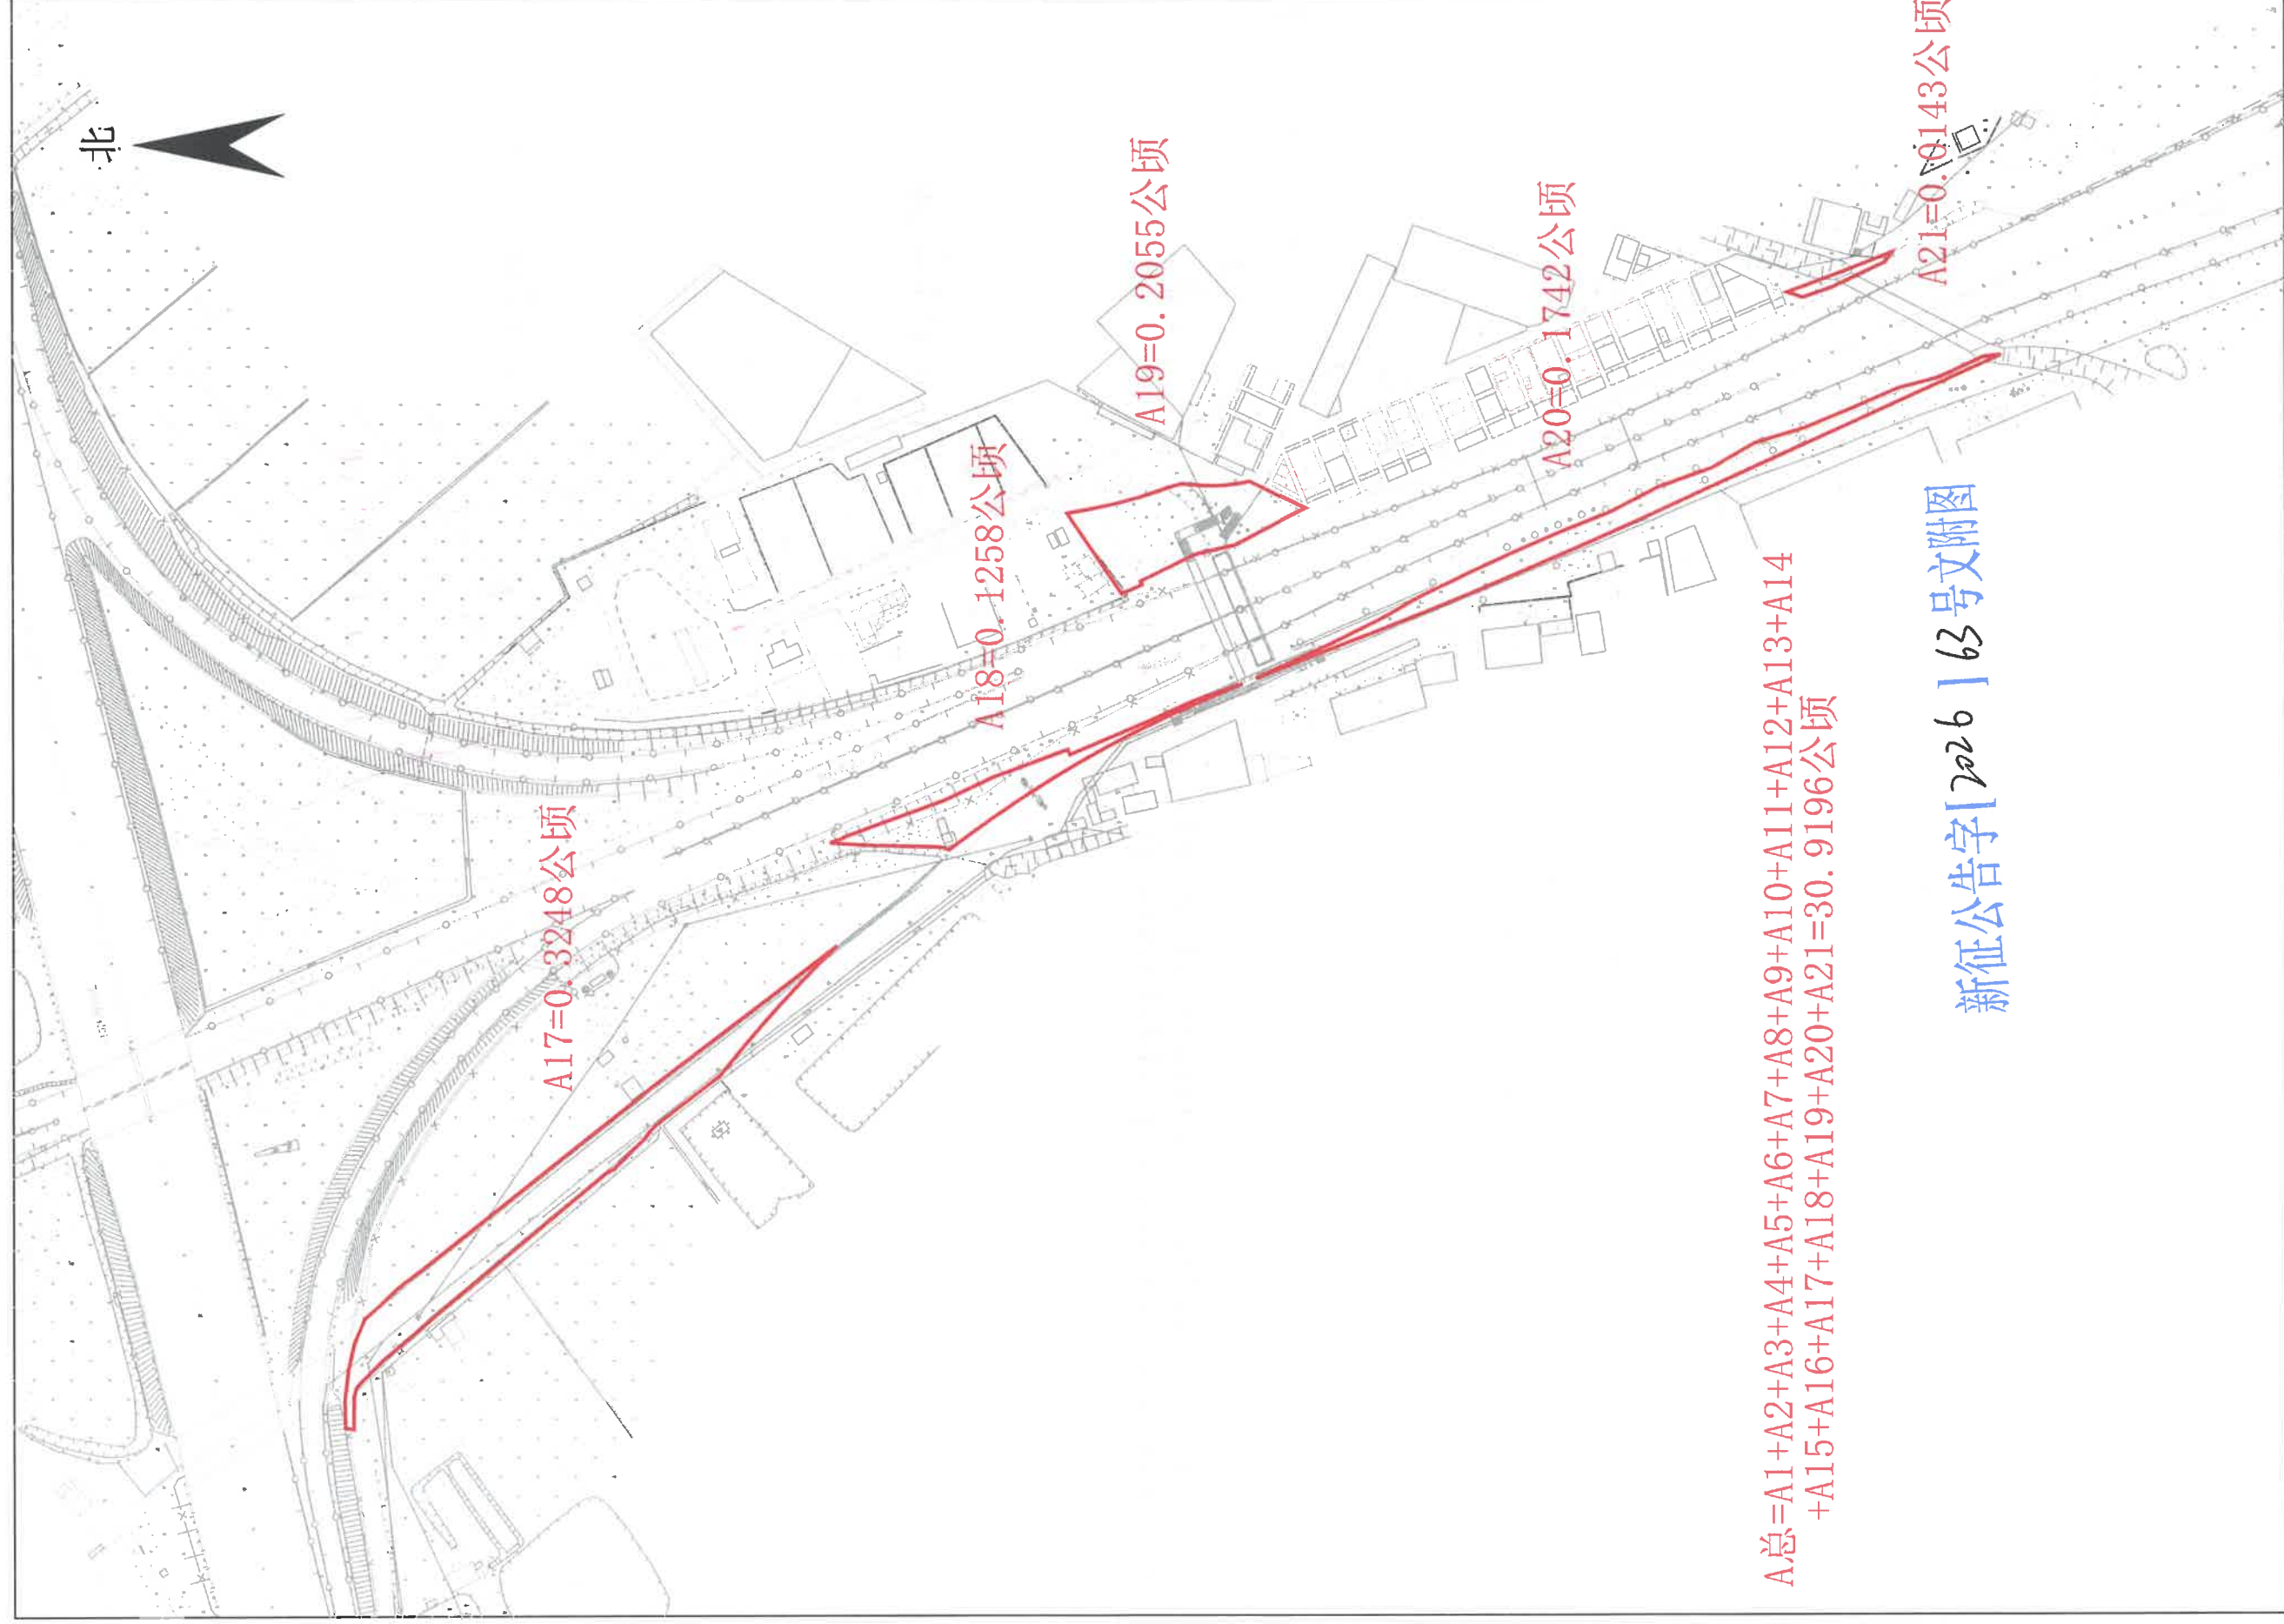 北
A17=0.3248公顷
A18=0.1258公顷
A19=0.2055公顷
A20=0.1742公顷
A21=0.0143公顷
A总=A1+A2+A3+A4+A5+A6+A7+A8+A9+A10+A11+A12+A13+A14
+A15+A16+A17+A18+A19+A20+A21=30.9196公顷
新征公告字[2026]63号文附图